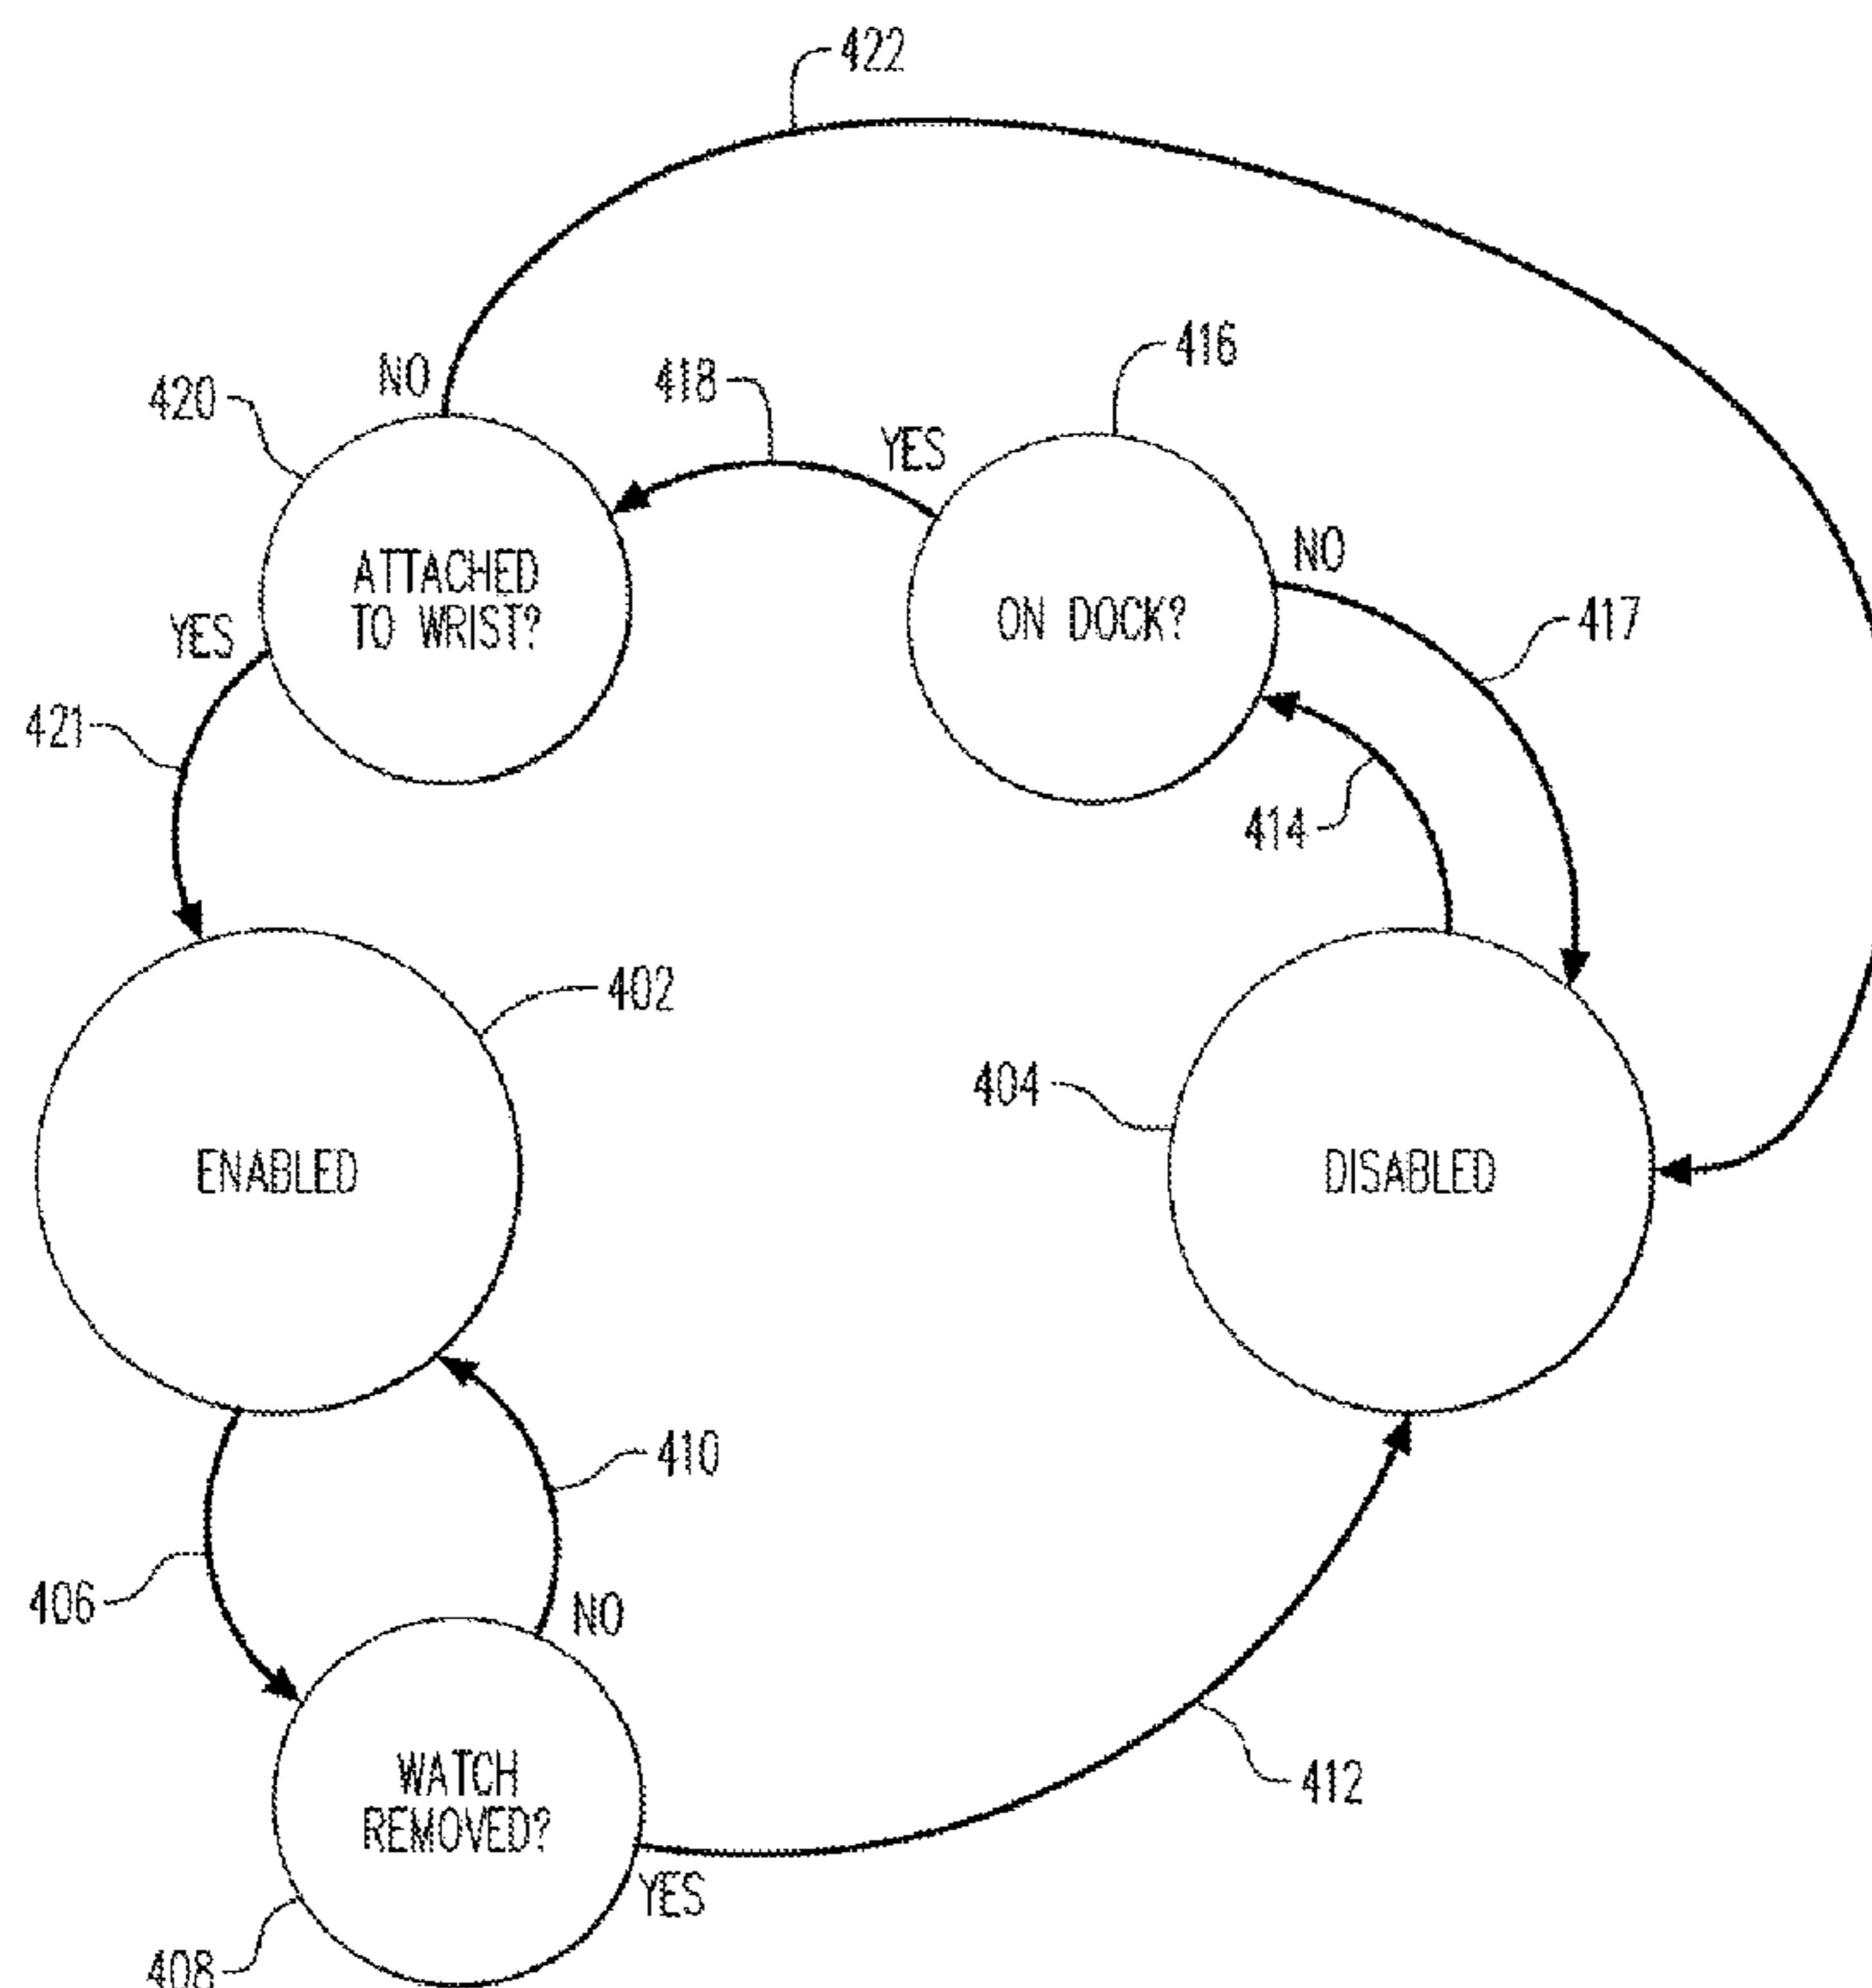 422
416
418
NO
420
YES
NO
ATTACHED
TO WRIST?
ON DOCK?
417
YES
421
414
402
404
ENABLED
DISABLED
410
406
NO
412
WATCH
REMOVED?
YES
408